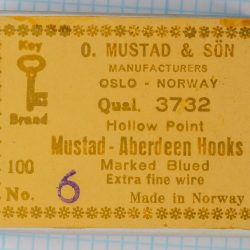 Key
Brand
O. MUSTAD & SÖN
MANUFACTURERS
OSLO - NORWAY
Qual. 3732
Hollow Point
Mustad - Aberdeen Hooks
Marked Blued
Extra fine wire
100
No. 6
Made in Norway